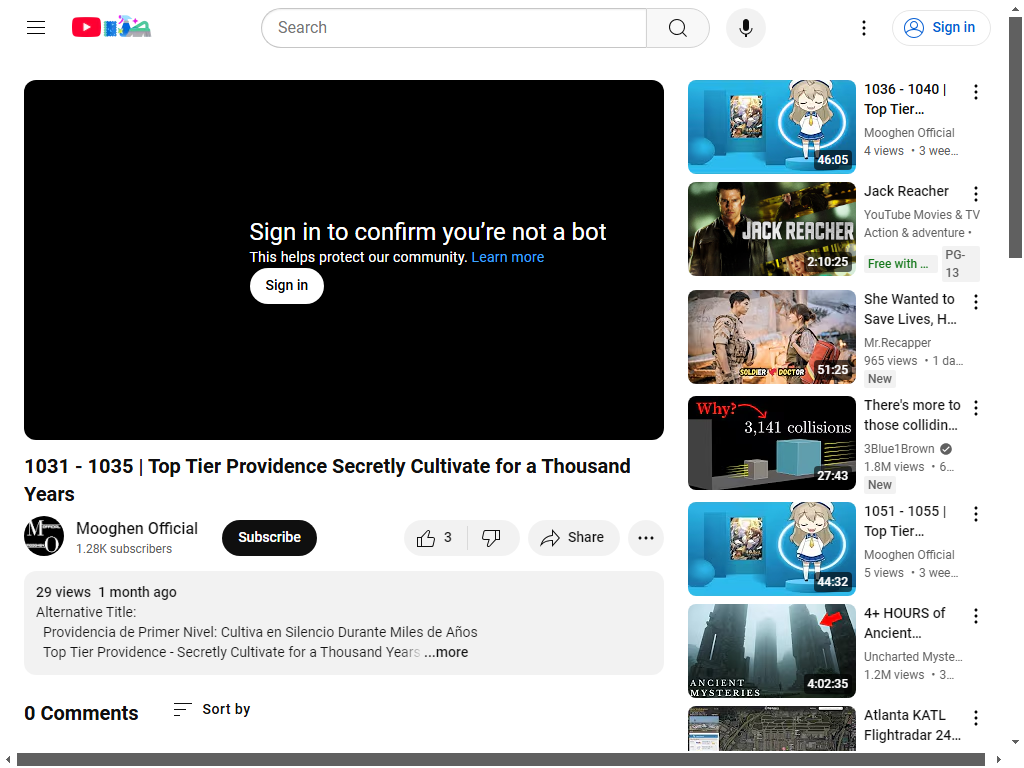 Search
Sign in
Sign in to confirm you’re not a bot
This helps protect our community. Learn more
Sign in
1031 - 1035 | Top Tier Providence Secretly Cultivate for a Thousand
Years
Mooghen Official
1.28K subscribers
Subscribe
3
Share
29 views 1 month ago
Alternative Title:
Providencia de Primer Nivel: Cultiva en Silencio Durante Miles de Años
Top Tier Providence - Secretly Cultivate for a Thousand Years ...more
0 Comments
Sort by
46:05
1036 - 1040 |
Top Tier…
Mooghen Official
4 views • 3 wee…
JACK REACHER
2:10:25
Jack Reacher
YouTube Movies & TV
Action & adventure •
Free with …
PG-
13
SOLDIER DOCTOR
51:25
She Wanted to
Save Lives, H…
Mr.Recapper
965 views • 1 da…
New
Why?
3,141 collisions
27:43
There's more to
those collidin…
3Blue1Brown
1.8M views • 6…
New
44:32
1051 - 1055 |
Top Tier…
Mooghen Official
5 views • 3 wee…
ANCIENT
MYSTERIES
4:02:35
4+ HOURS of
Ancient…
Uncharted Myste…
1.2M views • 3…
Atlanta KATL
Flightradar 24…